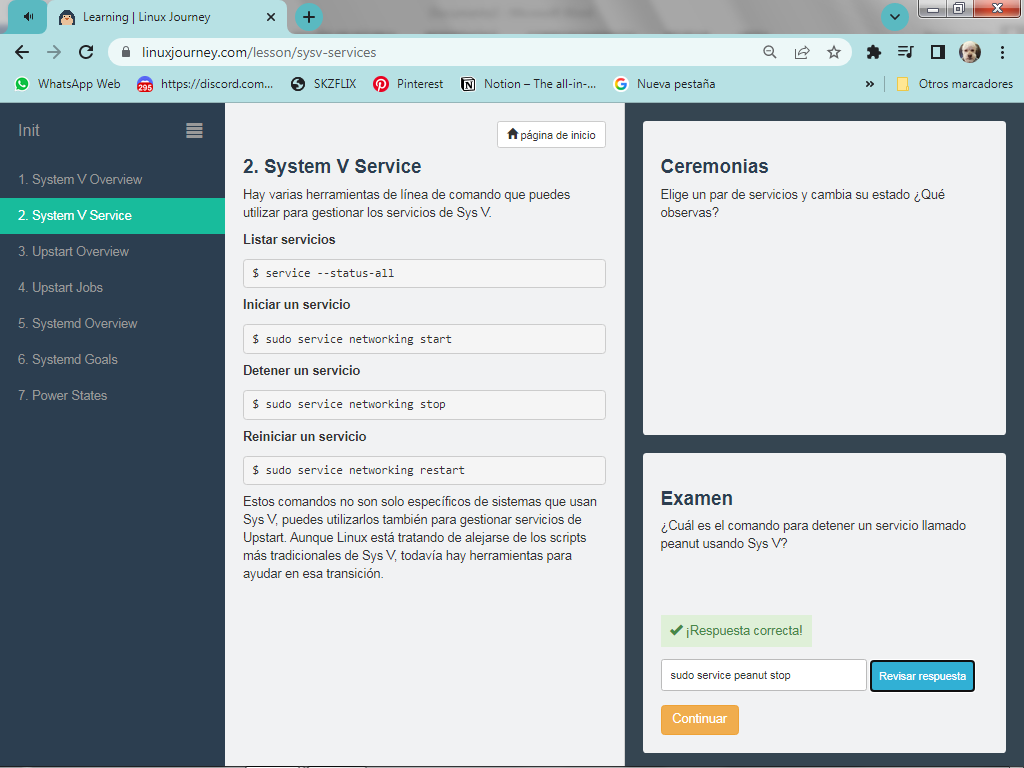 Learning | Linux Journey
linuxjourney.com/lesson/sysv-services
WhatsApp Web
295
https://discord.com...
SKZFLIX
Pinterest
Notion – The all-in-...
Nueva pestaña
»
Otros marcadores
Init
1. System V Overview
2. System V Service
3. Upstart Overview
4. Upstart Jobs
5. Systemd Overview
6. Systemd Goals
7. Power States
página de inicio
2. System V Service
Hay varias herramientas de línea de comando que puedes
utilizar para gestionar los servicios de Sys V.
Listar servicios
$ service --status-all
Iniciar un servicio
$ sudo service networking start
Detener un servicio
$ sudo service networking stop
Reiniciar un servicio
$ sudo service networking restart
Estos comandos no son solo específicos de sistemas que usan
Sys V, puedes utilizarlos también para gestionar servicios de
Upstart. Aunque Linux está tratando de alejarse de los scripts
más tradicionales de Sys V, todavía hay herramientas para
ayudar en esa transición.
Ceremonias
Elige un par de servicios y cambia su estado ¿Qué
observas?
Examen
¿Cuál es el comando para detener un servicio llamado
peanut usando Sys V?
¡Respuesta correcta!
sudo service peanut stop
Revisar respuesta
Continuar